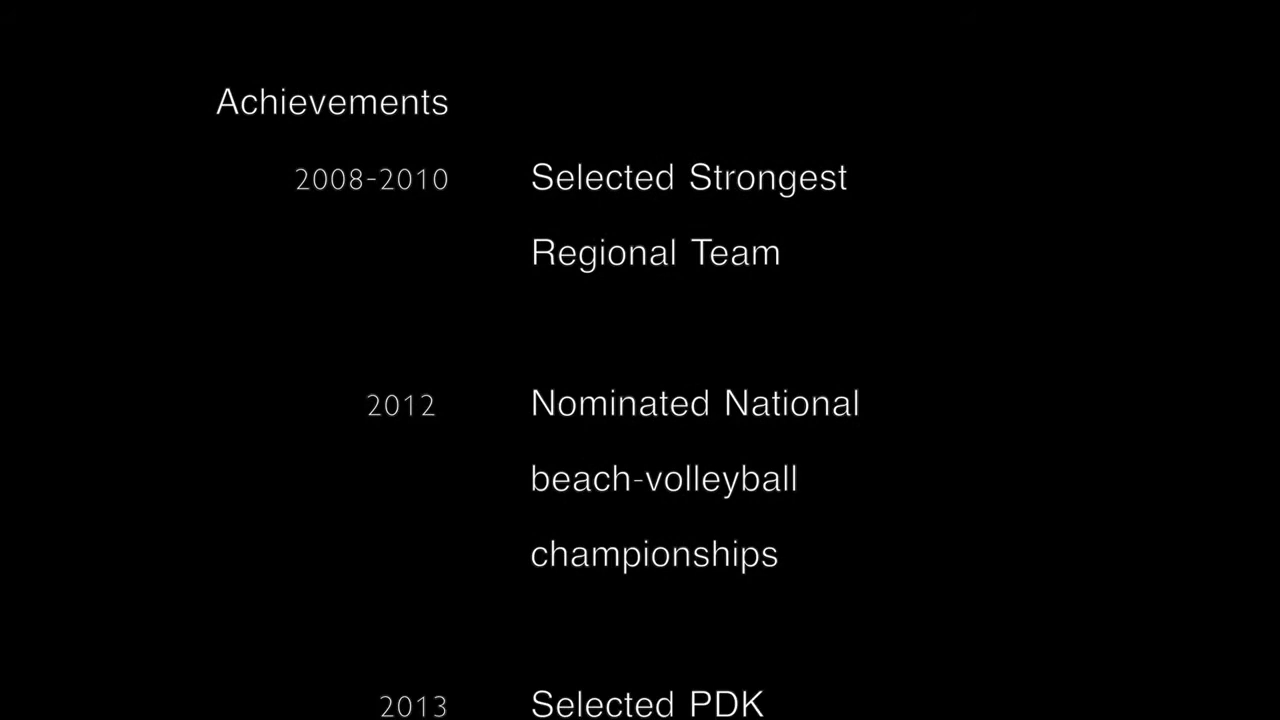 Achievements
2008-2010 Selected Strongest
Regional Team
2012 Nominated National
beach-volleyball
championships
2013 Selected PDK